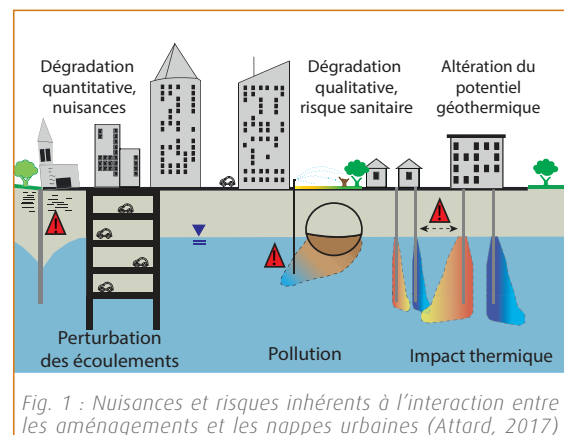 Dégradation
quantitative,
nuisances
Dégradation
qualitative,
risque sanitaire
Altération du
potentiel
géothermique
Perturbation
des écoulements
Pollution
Impact thermique
Fig. 1 : Nuisances et risques inhérents à l'interaction entre
les aménagements et les nappes urbaines (Attard, 2017)